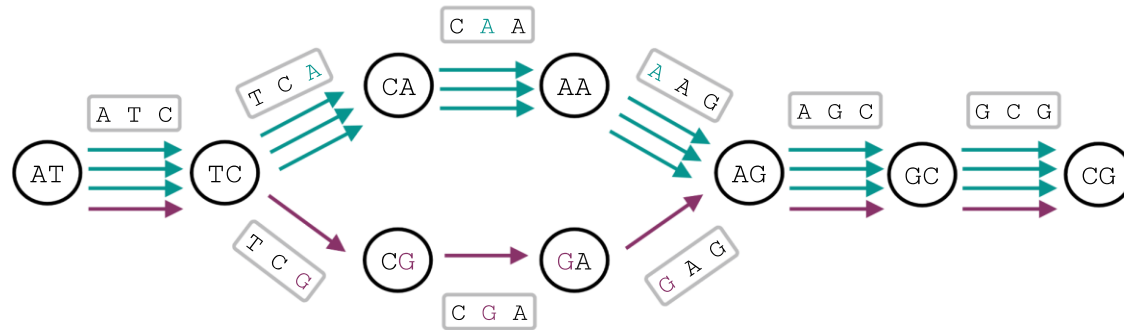 C A A
T C A
A A G
CA
AA
A T C
A G C
G C G
AT
TC
AG
GC
CG
T C G
CG
GA
G A G
C G A